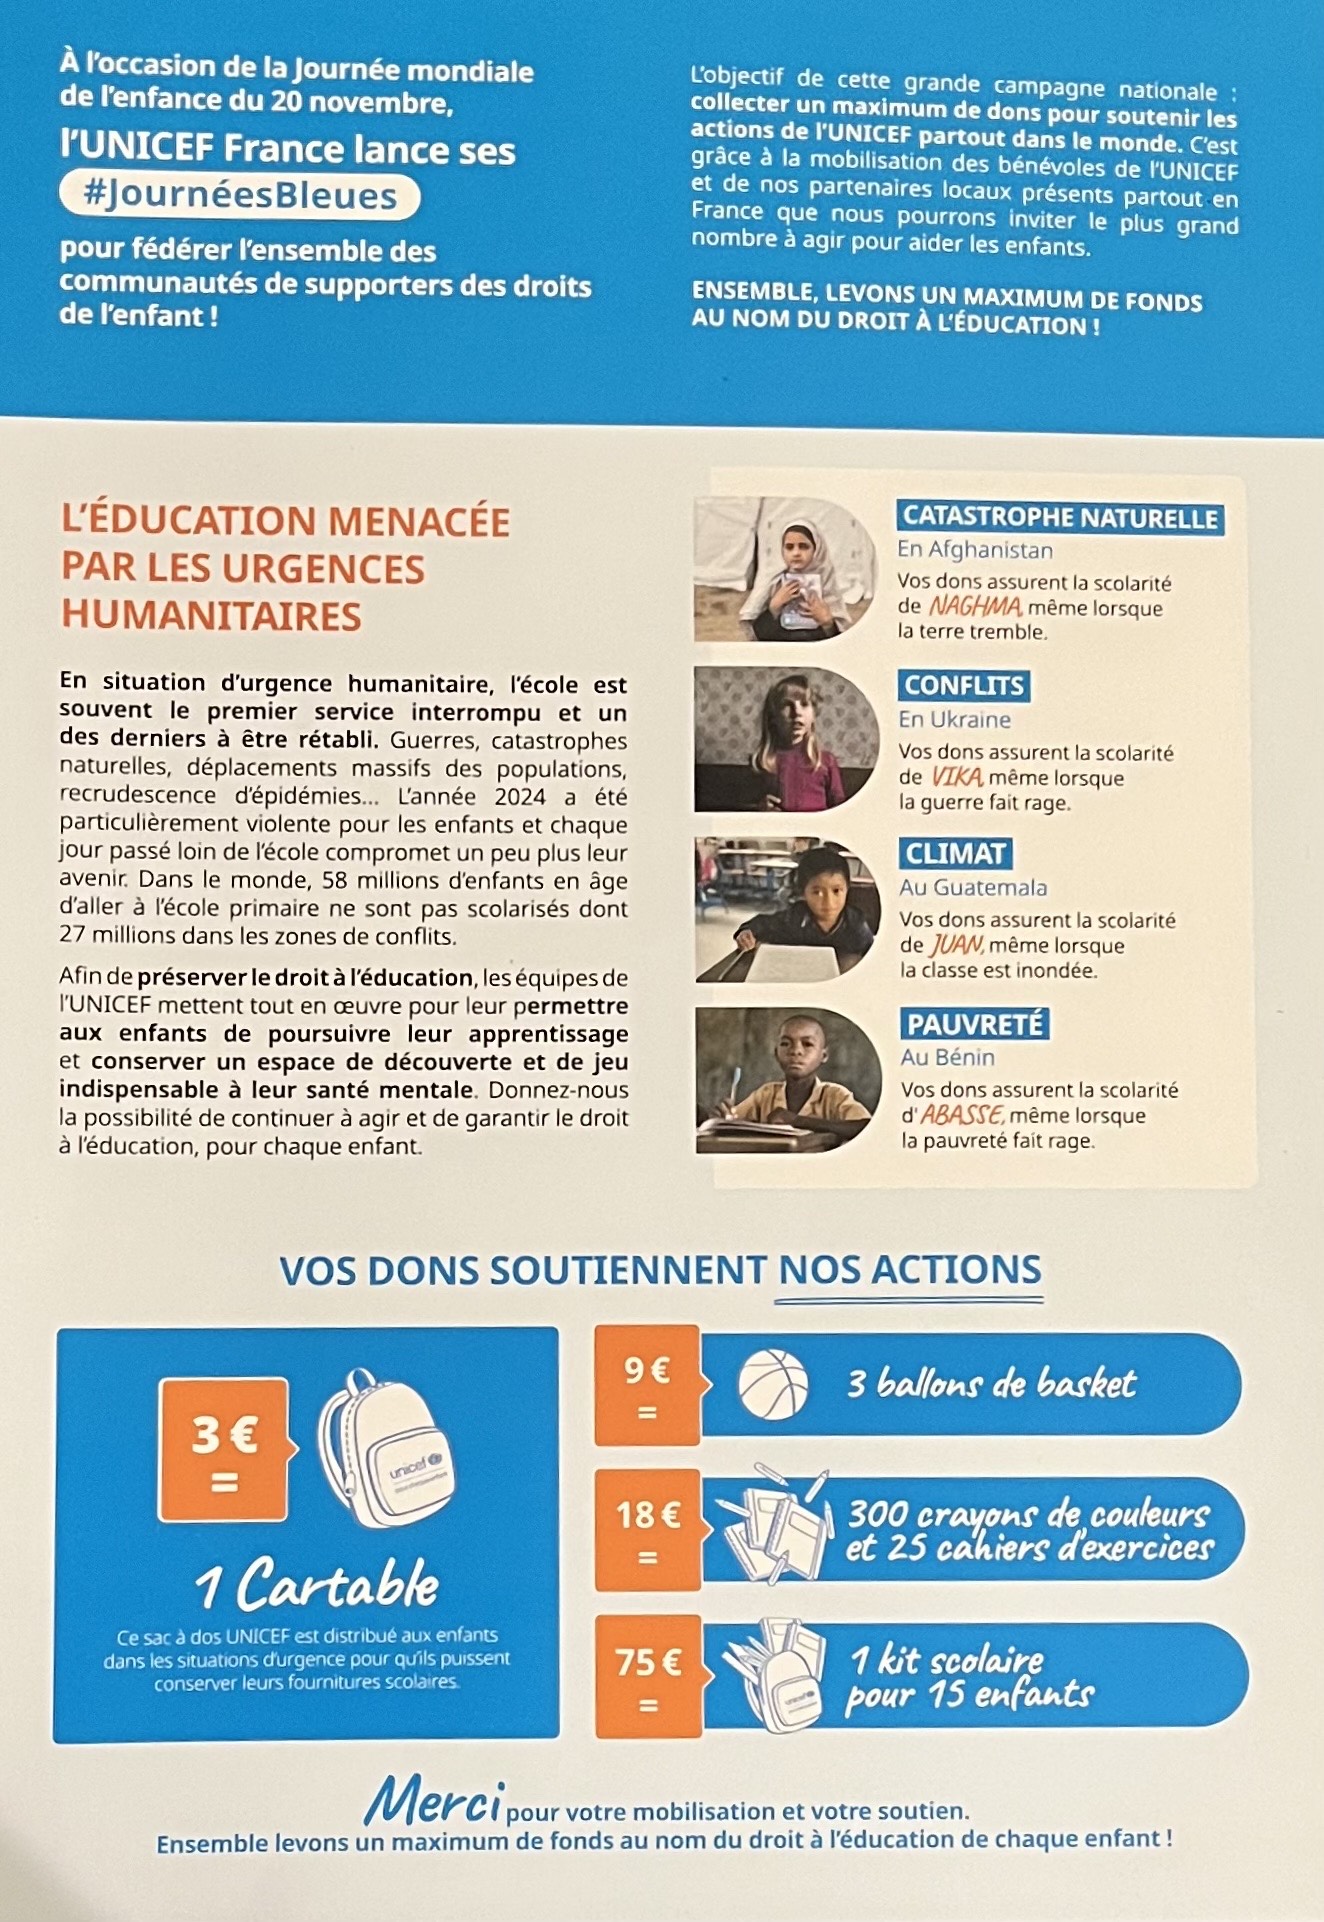 À l'occasion de la Journée mondiale
de l'enfance du 20 novembre,
l'UNICEF France lance ses
#JournéesBleues
pour fédérer l'ensemble des
communautés de supporters des droits
de l'enfant !
L'objectif de cette grande campagne nationale :
collecter un maximum de dons pour soutenir les
actions de l'UNICEF partout dans le monde. C'est
grâce à la mobilisation des bénévoles de l'UNICEF
et de nos partenaires locaux présents partout en
France que nous pourrons inviter le plus grand
nombre à agir pour aider les enfants.
ENSEMBLE, LEVONS UN MAXIMUM DE FONDS
AU NOM DU DROIT À L'ÉDUCATION !
L'ÉDUCATION MENACÉE
PAR LES URGENCES
HUMANITAIRES
En situation d'urgence humanitaire, l'école est
souvent le premier service interrompu et un
des derniers à être rétabli. Guerres, catastrophes
naturelles, déplacements massifs des populations,
recrudescence d'épidémies... L'année 2024 a été
particulièrement violente pour les enfants et chaque
jour passé loin de l'école compromet un peu plus leur
avenir. Dans le monde, 58 millions d'enfants en âge
d'aller à l'école primaire ne sont pas scolarisés dont
27 millions dans les zones de conflits.
Afin de préserver le droit à l'éducation, les équipes de
l'UNICEF mettent tout en œuvre pour leur permettre
aux enfants de poursuivre leur apprentissage
et conserver un espace de découverte et de jeu
indispensable à leur santé mentale. Donnez-nous
la possibilité de continuer à agir et de garantir le droit
à l'éducation, pour chaque enfant.
CATASTROPHE NATURELLE
En Afghanistan
Vos dons assurent la scolarité
de NAGHMA, même lorsque
la terre tremble.
CONFLITS
En Ukraine
Vos dons assurent la scolarité
de VIKA, même lorsque
la guerre fait rage.
CLIMAT
Au Guatemala
Vos dons assurent la scolarité
de JUAN, même lorsque
la classe est inondée.
PAUVRETÉ
Au Bénin
Vos dons assurent la scolarité
d'ABASSE, même lorsque
la pauvreté fait rage.
VOS DONS SOUTIENNENT NOS ACTIONS
3 €
=
unicef
1 Cartable
Ce sac à dos UNICEF est distribué aux enfants
dans les situations d'urgence pour qu'ils puissent
conserver leurs fournitures scolaires.
9 €
=
3 ballons de basket
18 €
=
300 crayons de couleurs
et 25 cahiers d'exercices
75 €
=
unicef
1 kit scolaire
pour 15 enfants
Merci pour votre mobilisation et votre soutien.
Ensemble levons un maximum de fonds au nom du droit à l'éducation de chaque enfant !